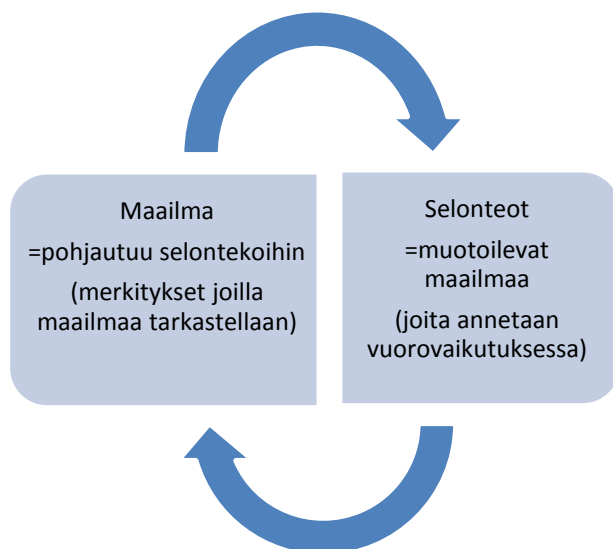 Maailma
=pohjautuu selontekoihin
(merkitykset joilla
maailmaa tarkastellaan)
Selonteot
=muotoilevat
maailmaa
(joita annetaan
vuorovaikutuksessa)